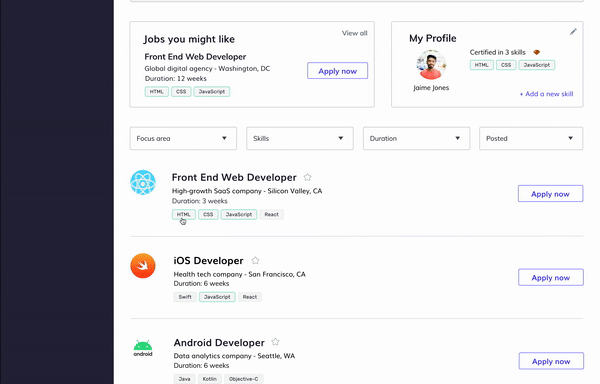 Jobs you might like
View all
Front End Web Developer
Global digital agency - Washington, DC
Duration: 12 weeks
HTML CSS JavaScript
Apply now
My Profile
Certified in 3 skills
HTML CSS JavaScript
Jaime Jones
+ Add a new skill
Focus area
Skills
Duration
Posted
Front End Web Developer
High-growth SaaS company - Silicon Valley, CA
Duration: 3 weeks
HTML CSS JavaScript React
Apply now
iOS Developer
Health tech company - San Francisco, CA
Duration: 6 weeks
Swift JavaScript React
Apply now
android
Android Developer
Data analytics company - Seattle, WA
Duration: 6 weeks
Java Kotlin Objective-C
Apply now